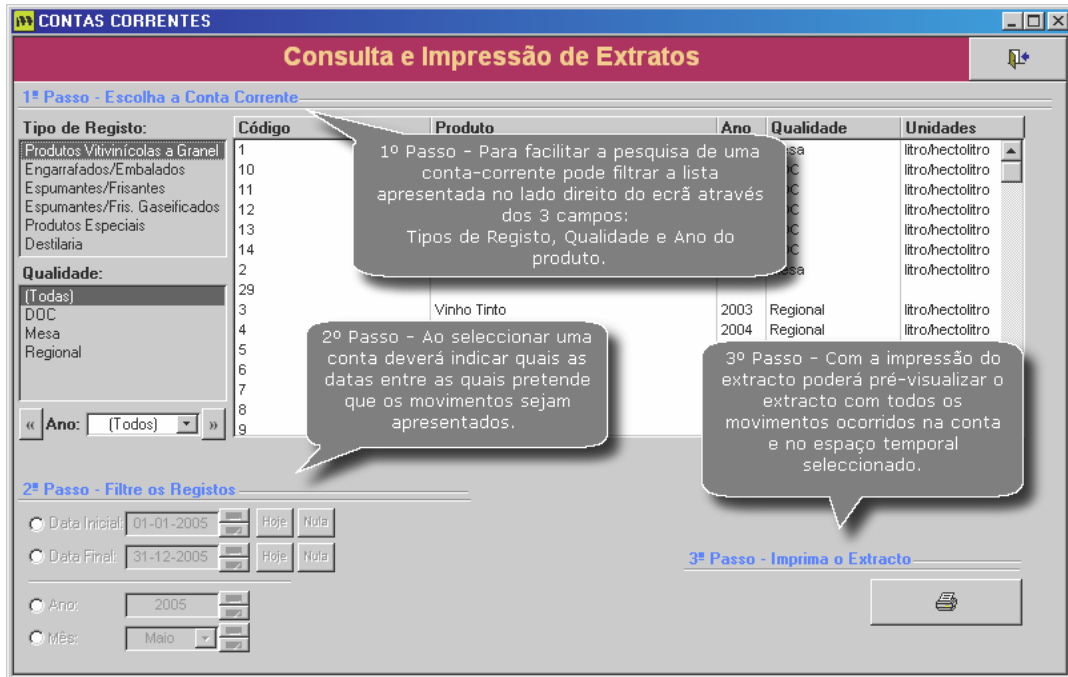 CONTAS CORRENTES
Consulta e Impressão de Extratos
1º Passo - Escolha a Conta Corrente
Tipo de Registo:
Produtos Vitivinícolas a Granel
Engarrafados/Embalados
Espumantes/Frisantes
Espumantes/Fris. Gaseificados
Produtos Especiais
Destilaria
Qualidade:
(Todas)
DOC
Mesa
Regional
« Ano: (Todos) »
Código Produto Ano Qualidade Unidades
1 litro/hectolitro
10 litro/hectolitro
11 litro/hectolitro
12 litro/hectolitro
13 litro/hectolitro
14 litro/hectolitro
2 Mesa litro/hectolitro
29
3 Vinho Tinto 2003 Regional litro/hectolitro
4 2004 Regional litro/hectolitro
5
6
7
8
9
1º Passo - Para facilitar a pesquisa de uma
conta-corrente pode filtrar a lista
apresentada no lado direito do ecrã através
dos 3 campos:
Tipos de Registo, Qualidade e Ano do
produto.
2º Passo - Ao seleccionar uma
conta deverá indicar quais as
datas entre as quais pretende
que os movimentos sejam
apresentados.
3º Passo - Com a impressão do
extracto poderá pré-visualizar o
extracto com todos os
movimentos ocorridos na conta
e no espaço temporal
seleccionado.
2º Passo - Filtre os Registos
Data Inicial: 01-01-2005 Hoje Nula
Data Final: 31-12-2005 Hoje Nula
Ano: 2005
Mês: Maio
3º Passo - Imprima o Extracto